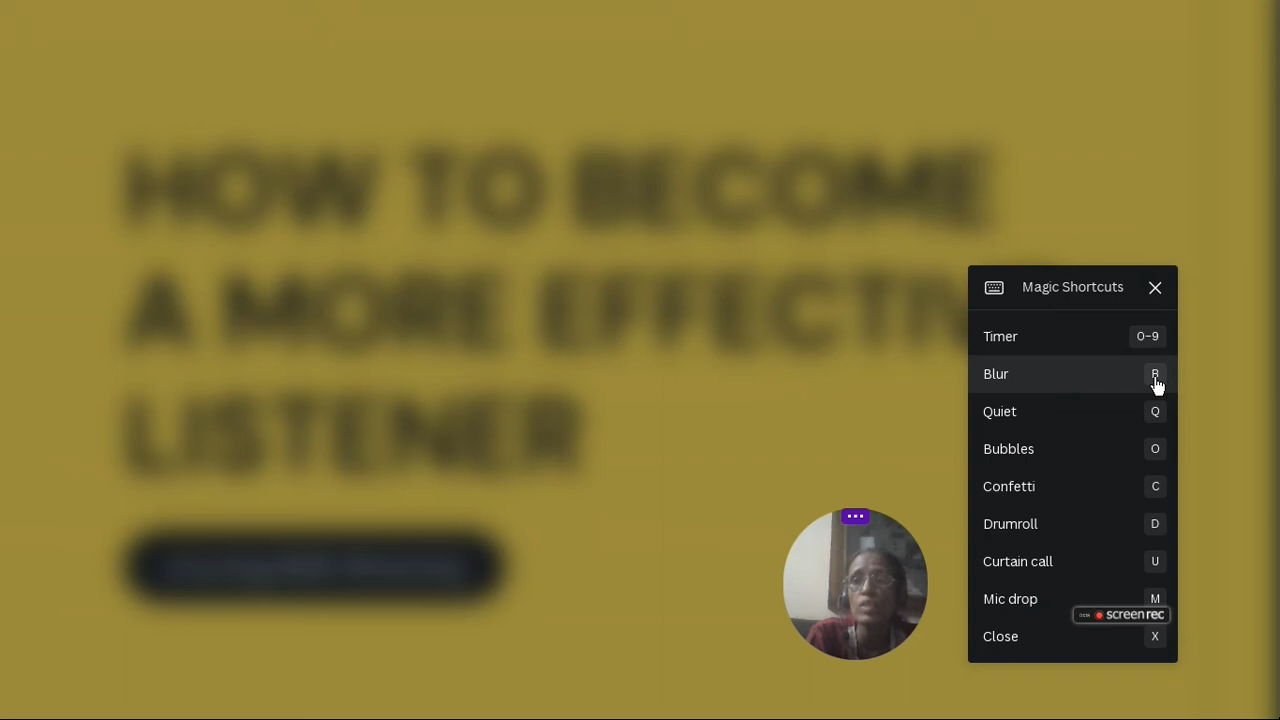 HOW TO BECOME
A MORE EFFECTIV
LISTENER
Magic Shortcuts
Timer 0-9
Blur B
Quiet Q
Bubbles O
Confetti C
Drumroll D
Curtain call U
Mic drop M
screenrec
Close X